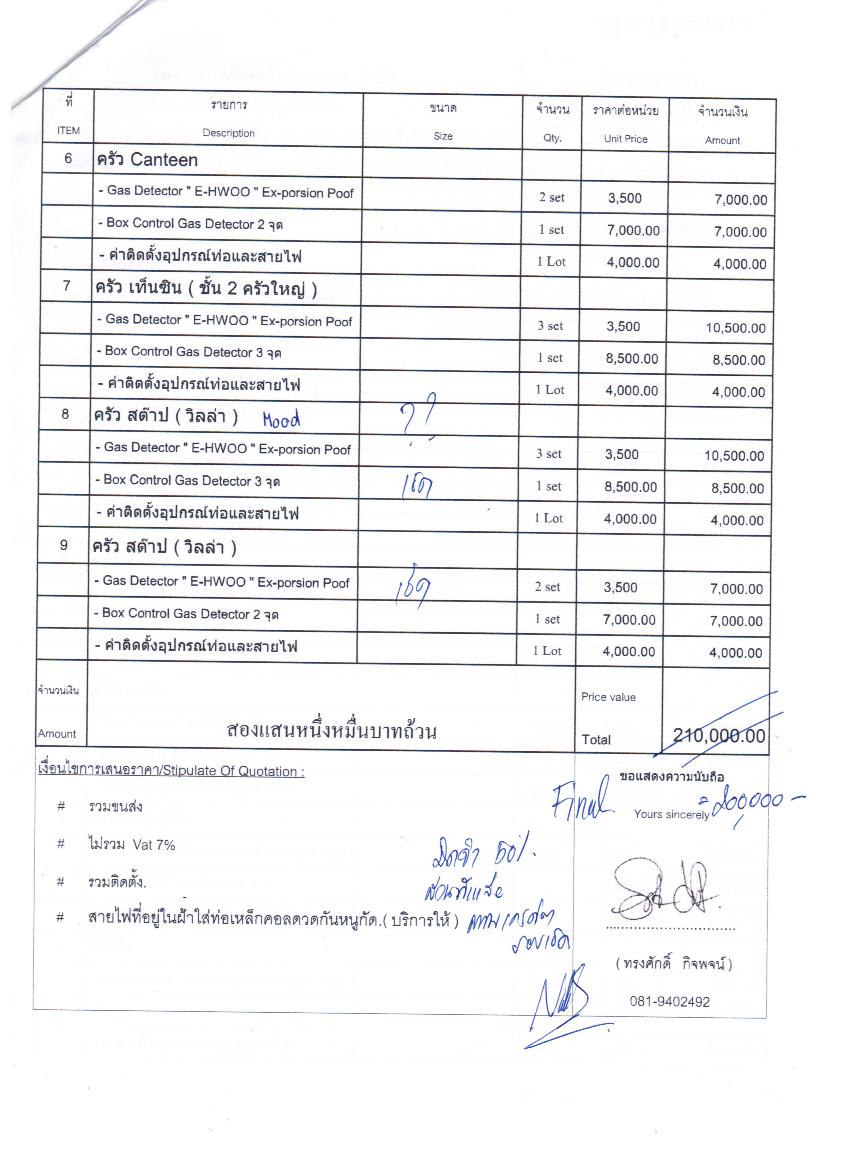 ที่ รายการ ขนาด จำนวน ราคาต่อหน่วย จำนวนเงิน
ITEM Description Size Qty. Unit Price Amount
6 ครัว Canteen
- Gas Detector " E-HWOO " Ex-porsion Poof 2 set 3,500 7,000.00
- Box Control Gas Detector 2 จุด 1 set 7,000.00 7,000.00
- ค่าติดตั้งอุปกรณ์ท่อและสายไฟ 1 Lot 4,000.00 4,000.00
7 ครัว เท็นซิน ( ชั้น 2 ครัวใหญ่ )
- Gas Detector " E-HWOO " Ex-porsion Poof 3 set 3,500 10,500.00
- Box Control Gas Detector 3 จุด 1 set 8,500.00 8,500.00
- ค่าติดตั้งอุปกรณ์ท่อและสายไฟ 1 Lot 4,000.00 4,000.00
8 ครัว สต๊าป ( วิลล่า ) Mood ??
- Gas Detector " E-HWOO " Ex-porsion Poof 3 set 3,500 10,500.00
- Box Control Gas Detector 3 จุด 1 set 8,500.00 8,500.00
- ค่าติดตั้งอุปกรณ์ท่อและสายไฟ 1 Lot 4,000.00 4,000.00
9 ครัว สต๊าป ( วิลล่า )
- Gas Detector " E-HWOO " Ex-porsion Poof 2 set 3,500 7,000.00
- Box Control Gas Detector 2 จุด 1 set 7,000.00 7,000.00
- ค่าติดตั้งอุปกรณ์ท่อและสายไฟ 1 Lot 4,000.00 4,000.00
จำนวนเงิน Price value
Amount สองแสนหนึ่งหมื่นบาทถ้วน Total 210,000.00
เงื่อนไขการเสนอราคา/Stipulate Of Quotation :
ขอแสดงความนับถือ
# รวมขนส่ง
Final = 200,000 -
Yours sincerely
# ไม่รวม Vat 7%
มัดจำ 50%.
# รวมติดตั้ง.
# สายไฟที่อยู่ในฝ้าใส่ท่อเหล็กคอลดวดกันหนูกัด.( บริการให้ )
( ทรงศักดิ์ กิจพจน์ )
081-9402492